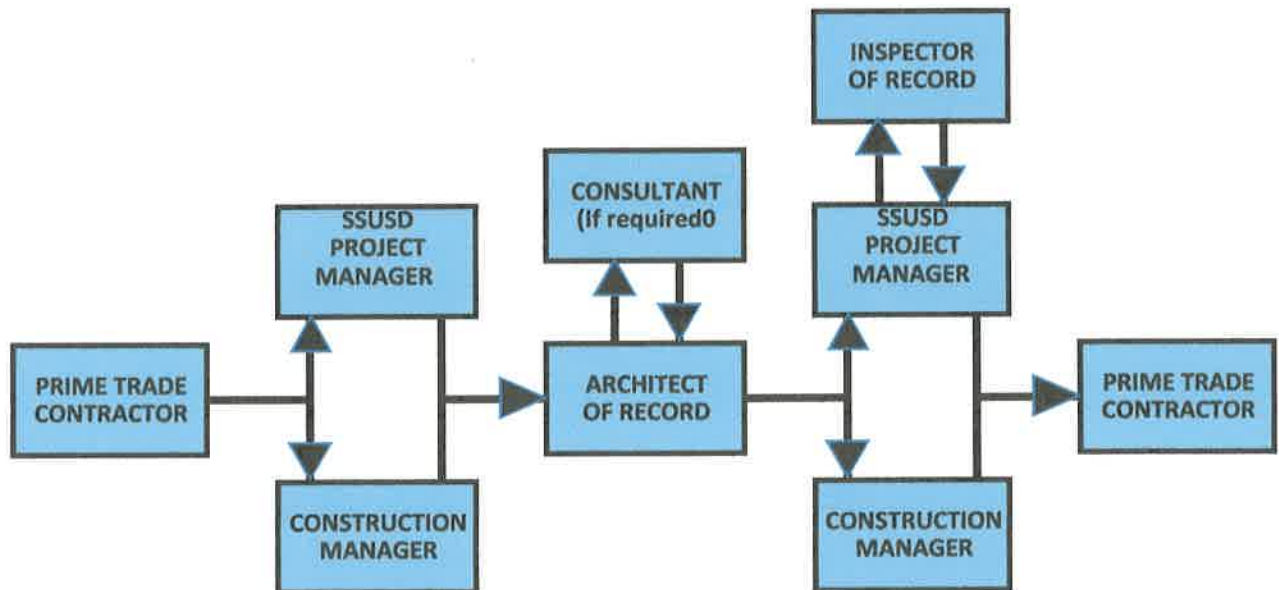 INSPECTOR
OF RECORD
CONSULTANT
(If required0
SSUSD
PROJECT
MANAGER
SSUSD
PROJECT
MANAGER
PRIME TRADE
CONTRACTOR
ARCHITECT
OF RECORD
PRIME TRADE
CONTRACTOR
CONSTRUCTION
MANAGER
CONSTRUCTION
MANAGER